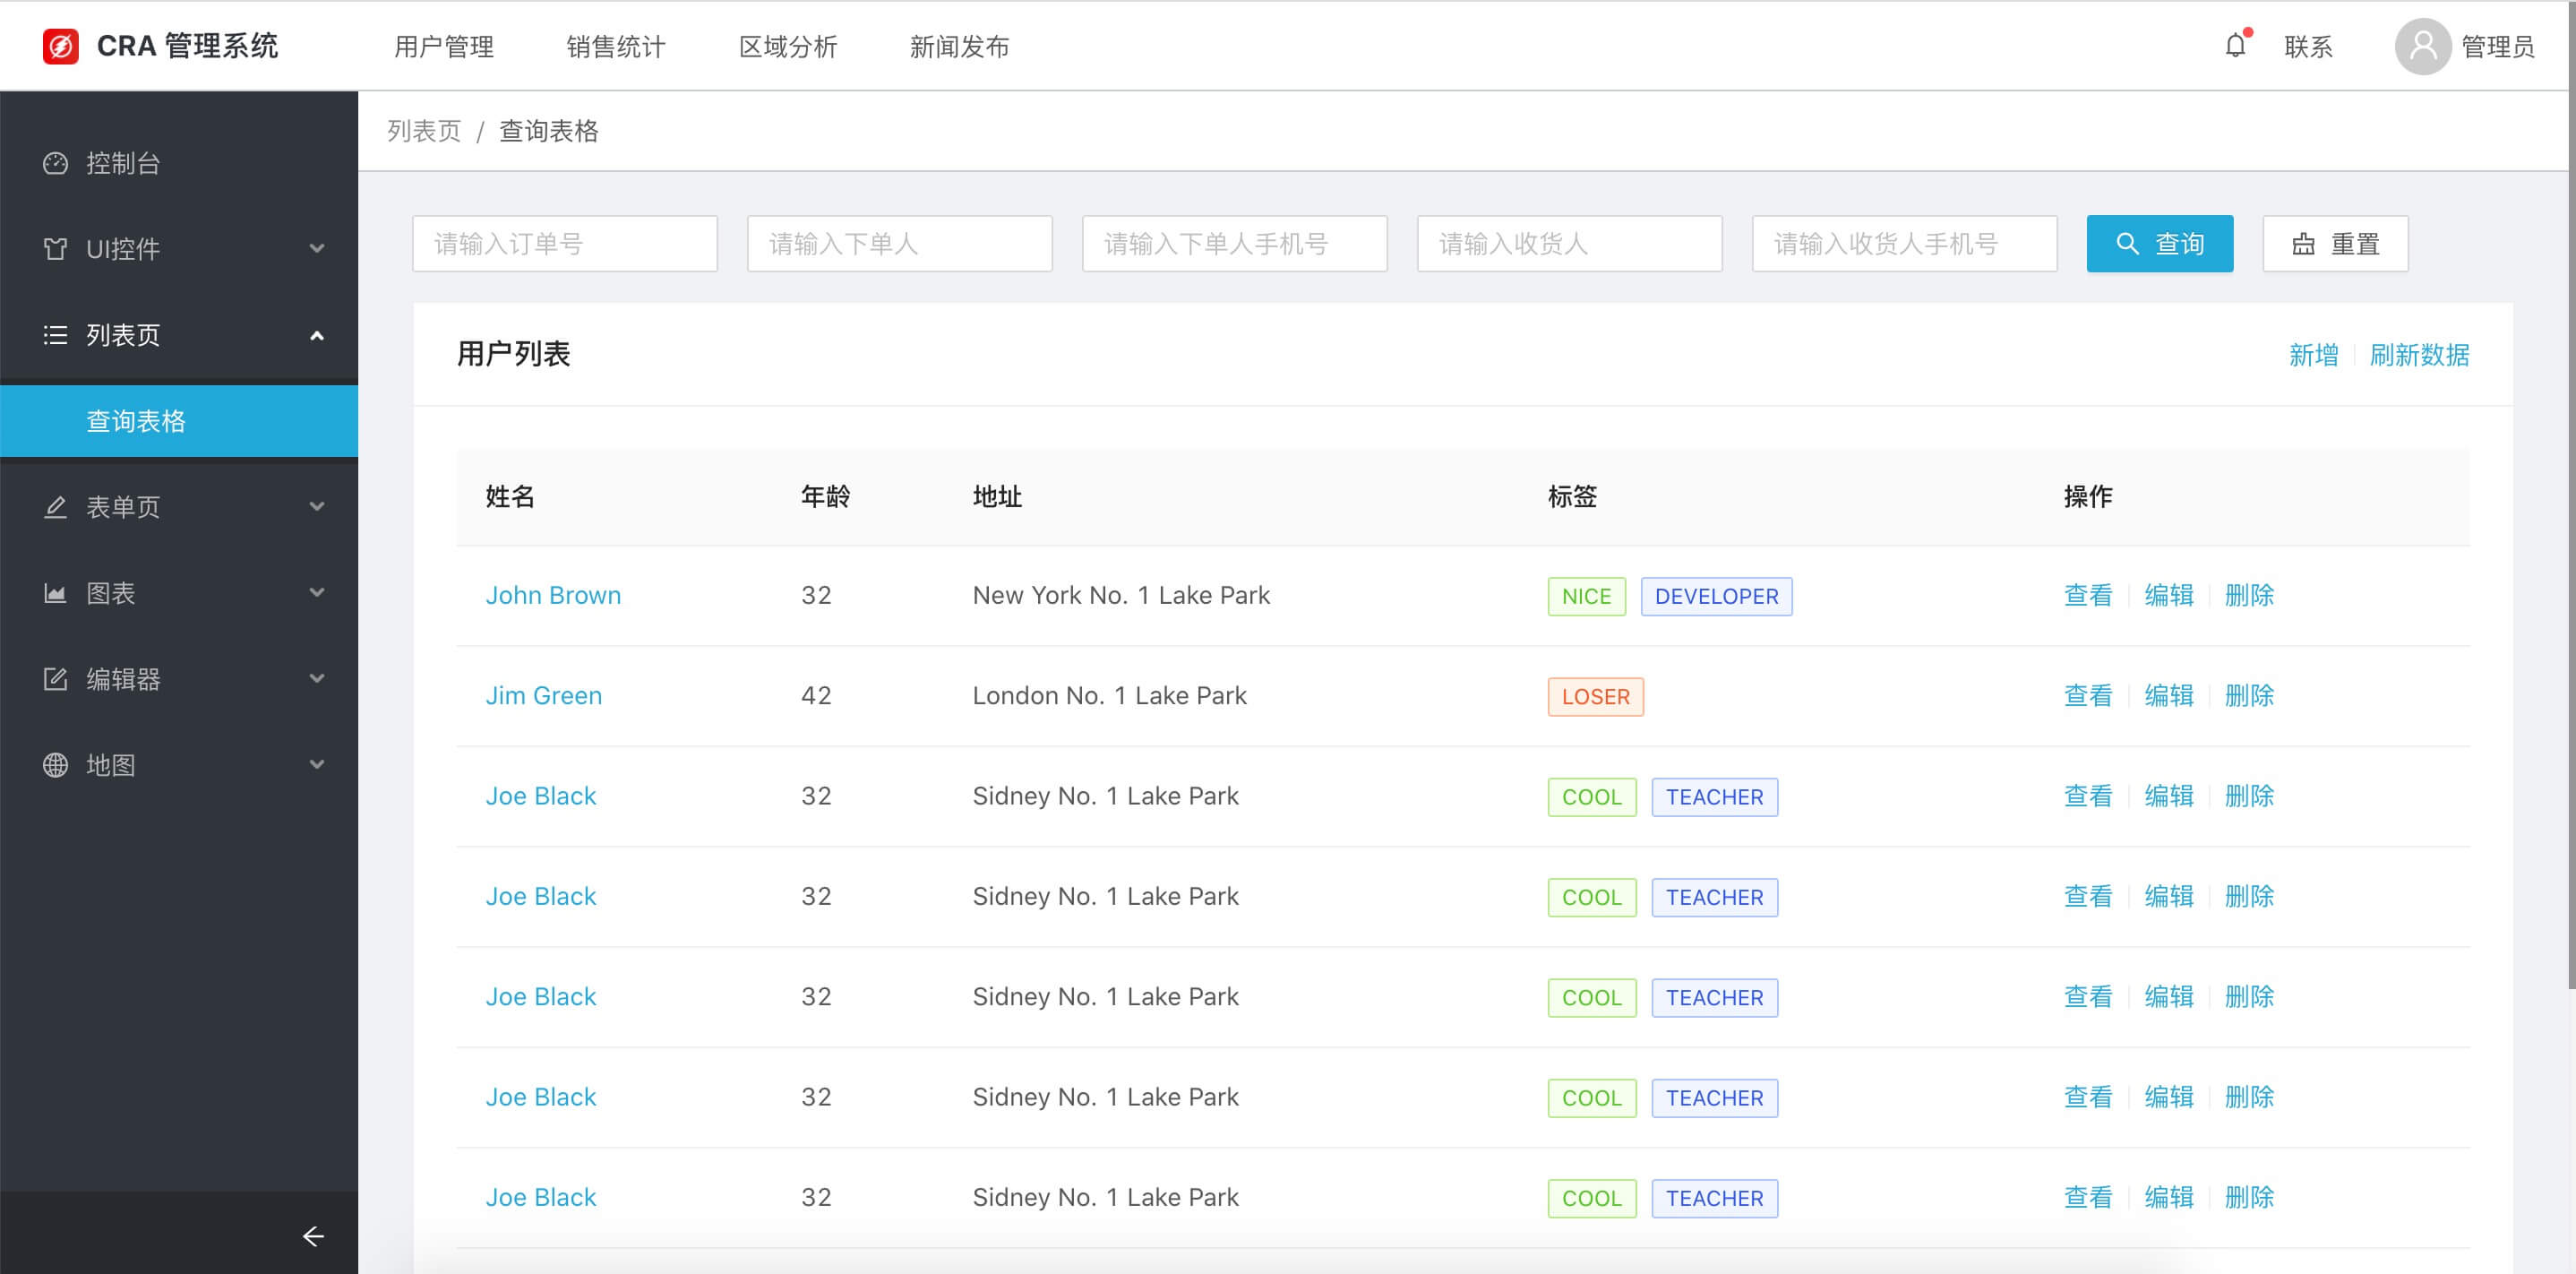 CRA 管理系统 用户管理 销售统计 区域分析 新闻发布 联系 管理员
列表页 / 查询表格
控制台
UI控件
列表页
查询表格
表单页
图表
编辑器
地图
请输入订单号 请输入下单人 请输入下单人手机号 请输入收货人 请输入收货人手机号 查询 重置
用户列表 新增 刷新数据
姓名 年龄 地址 标签 操作
John Brown 32 New York No. 1 Lake Park NICE DEVELOPER 查看 编辑 删除
Jim Green 42 London No. 1 Lake Park LOSER 查看 编辑 删除
Joe Black 32 Sidney No. 1 Lake Park COOL TEACHER 查看 编辑 删除
Joe Black 32 Sidney No. 1 Lake Park COOL TEACHER 查看 编辑 删除
Joe Black 32 Sidney No. 1 Lake Park COOL TEACHER 查看 编辑 删除
Joe Black 32 Sidney No. 1 Lake Park COOL TEACHER 查看 编辑 删除
Joe Black 32 Sidney No. 1 Lake Park COOL TEACHER 查看 编辑 删除